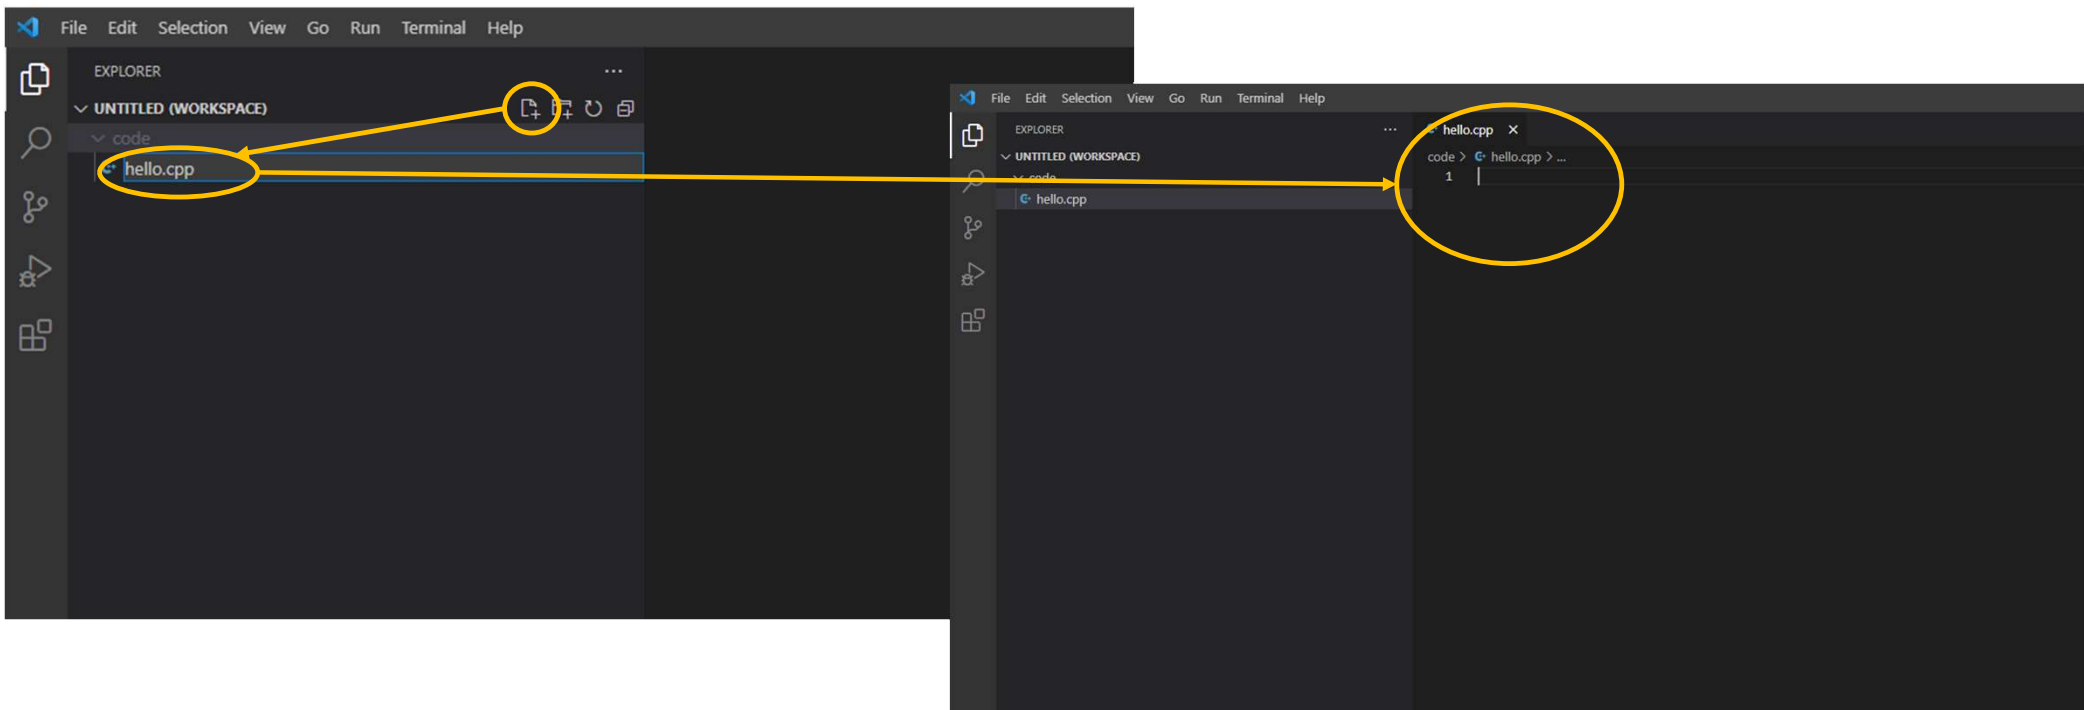 File Edit Selection View Go Run Terminal Help
EXPLORER ...
UNTITLED (WORKSPACE)
code
hello.cpp
File Edit Selection View Go Run Terminal Help
EXPLORER ...
UNTITLED (WORKSPACE)
code
hello.cpp
hello.cpp
code > hello.cpp > ...
1